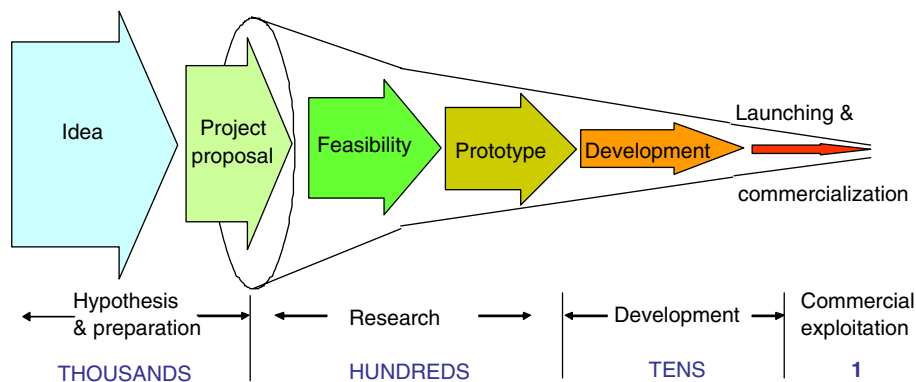 Idea
Project
proposal
Feasibility
Prototype
Development
Launching &
commercialization
Hypothesis
& preparation
Research
Development
Commercial
exploitation
THOUSANDS
HUNDREDS
TENS
1